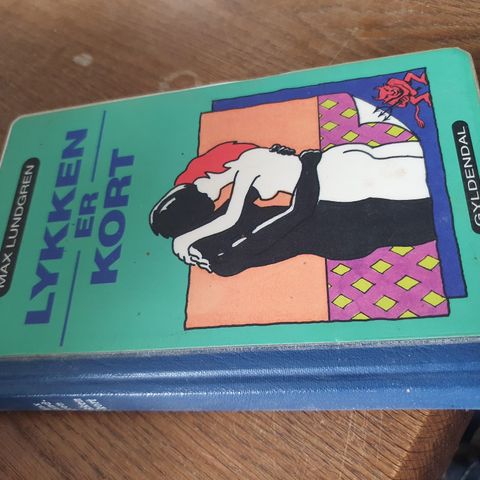 MAX LUNDGREN
LYKKEN
ER
KORT
GYLDENDAL